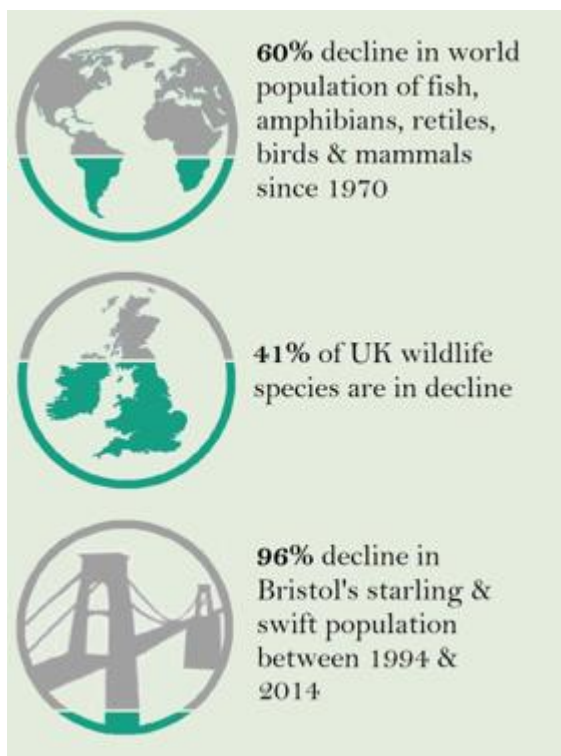 60% decline in world
population of fish,
amphibians, retiles,
birds & mammals
since 1970
41% of UK wildlife
species are in decline
96% decline in
Bristol's starling &
swift population
between 1994 &
2014